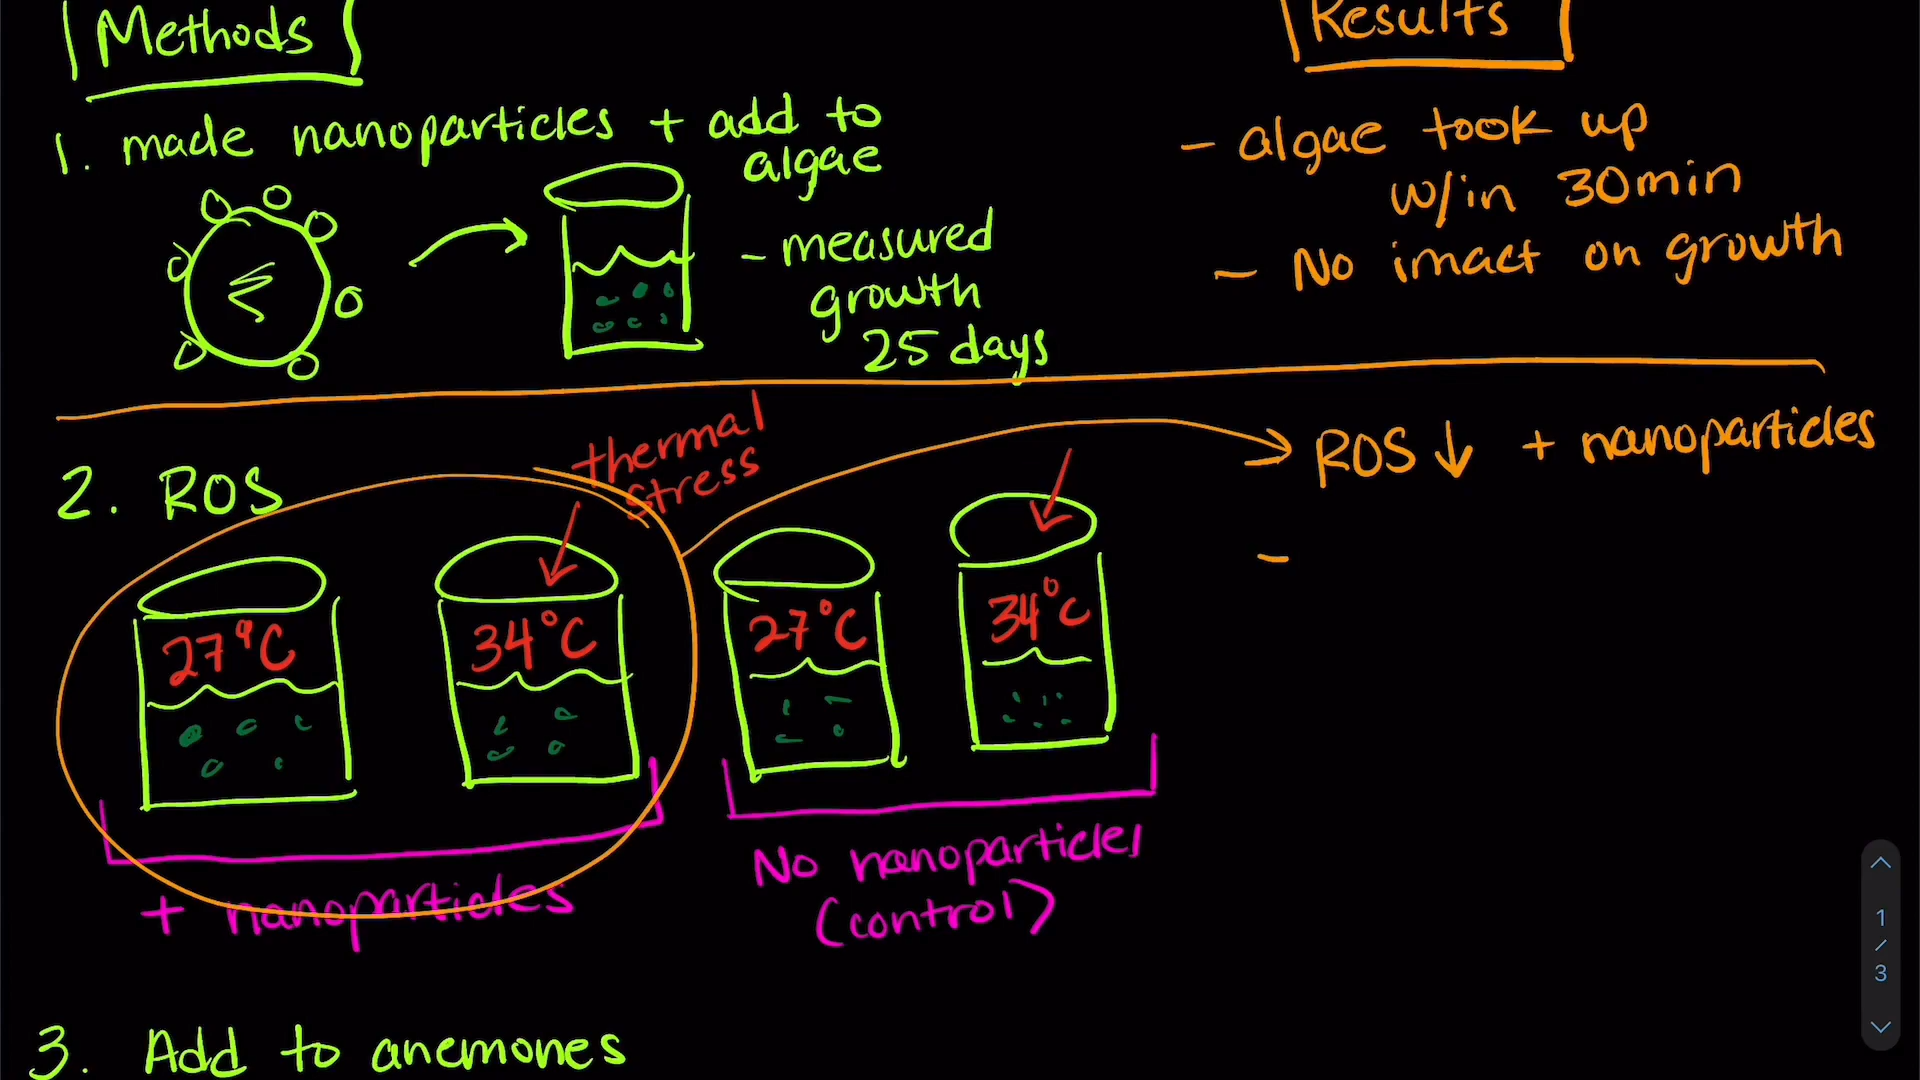 Methods
1. made nanoparticles + add to
algae
- measured
growth
25 days
Results
- algae took up
w/in 30min
- No imact on growth
2. ROS
thermal
stress
27°C
34°C
27°C
34°C
+ nanoparticles
No nanoparticles
(control)
ROS ↓ + nanoparticles
-
3. Add to anemones
1
/
3